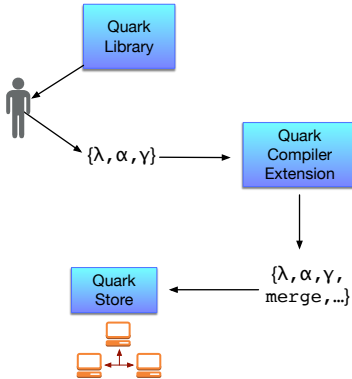 Quark
Library
{λ,α,γ}
Quark
Compiler
Extension
{λ,α,γ,
merge,…}
Quark
Store